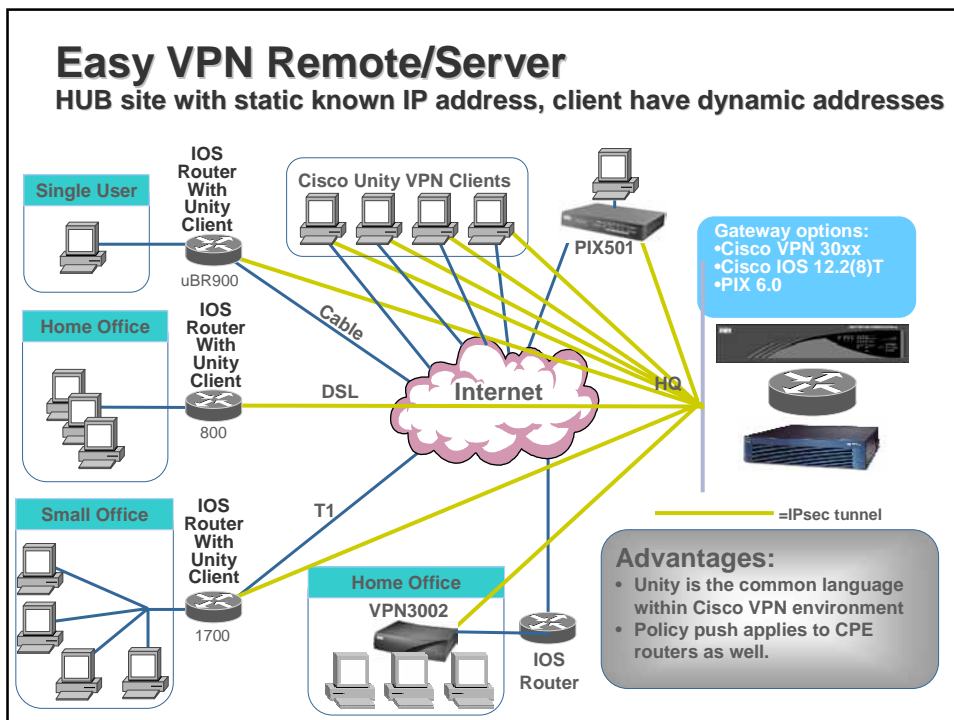 Easy VPN Remote/Server
HUB site with static known IP address, client have dynamic addresses
Single User
IOS
Router
With
Unity
Client
uBR900
Cisco Unity VPN Clients
PIX501
Gateway options:
•Cisco VPN 30xx
•Cisco IOS 12.2(8)T
•PIX 6.0
Home Office
IOS
Router
With
Unity
Client
800
Cable
DSL
Internet
HQ
Small Office
IOS
Router
With
Unity
Client
1700
T1
=IPsec tunnel
Home Office
VPN3002
IOS
Router
Advantages:
• Unity is the common language
within Cisco VPN environment
• Policy push applies to CPE
routers as well.